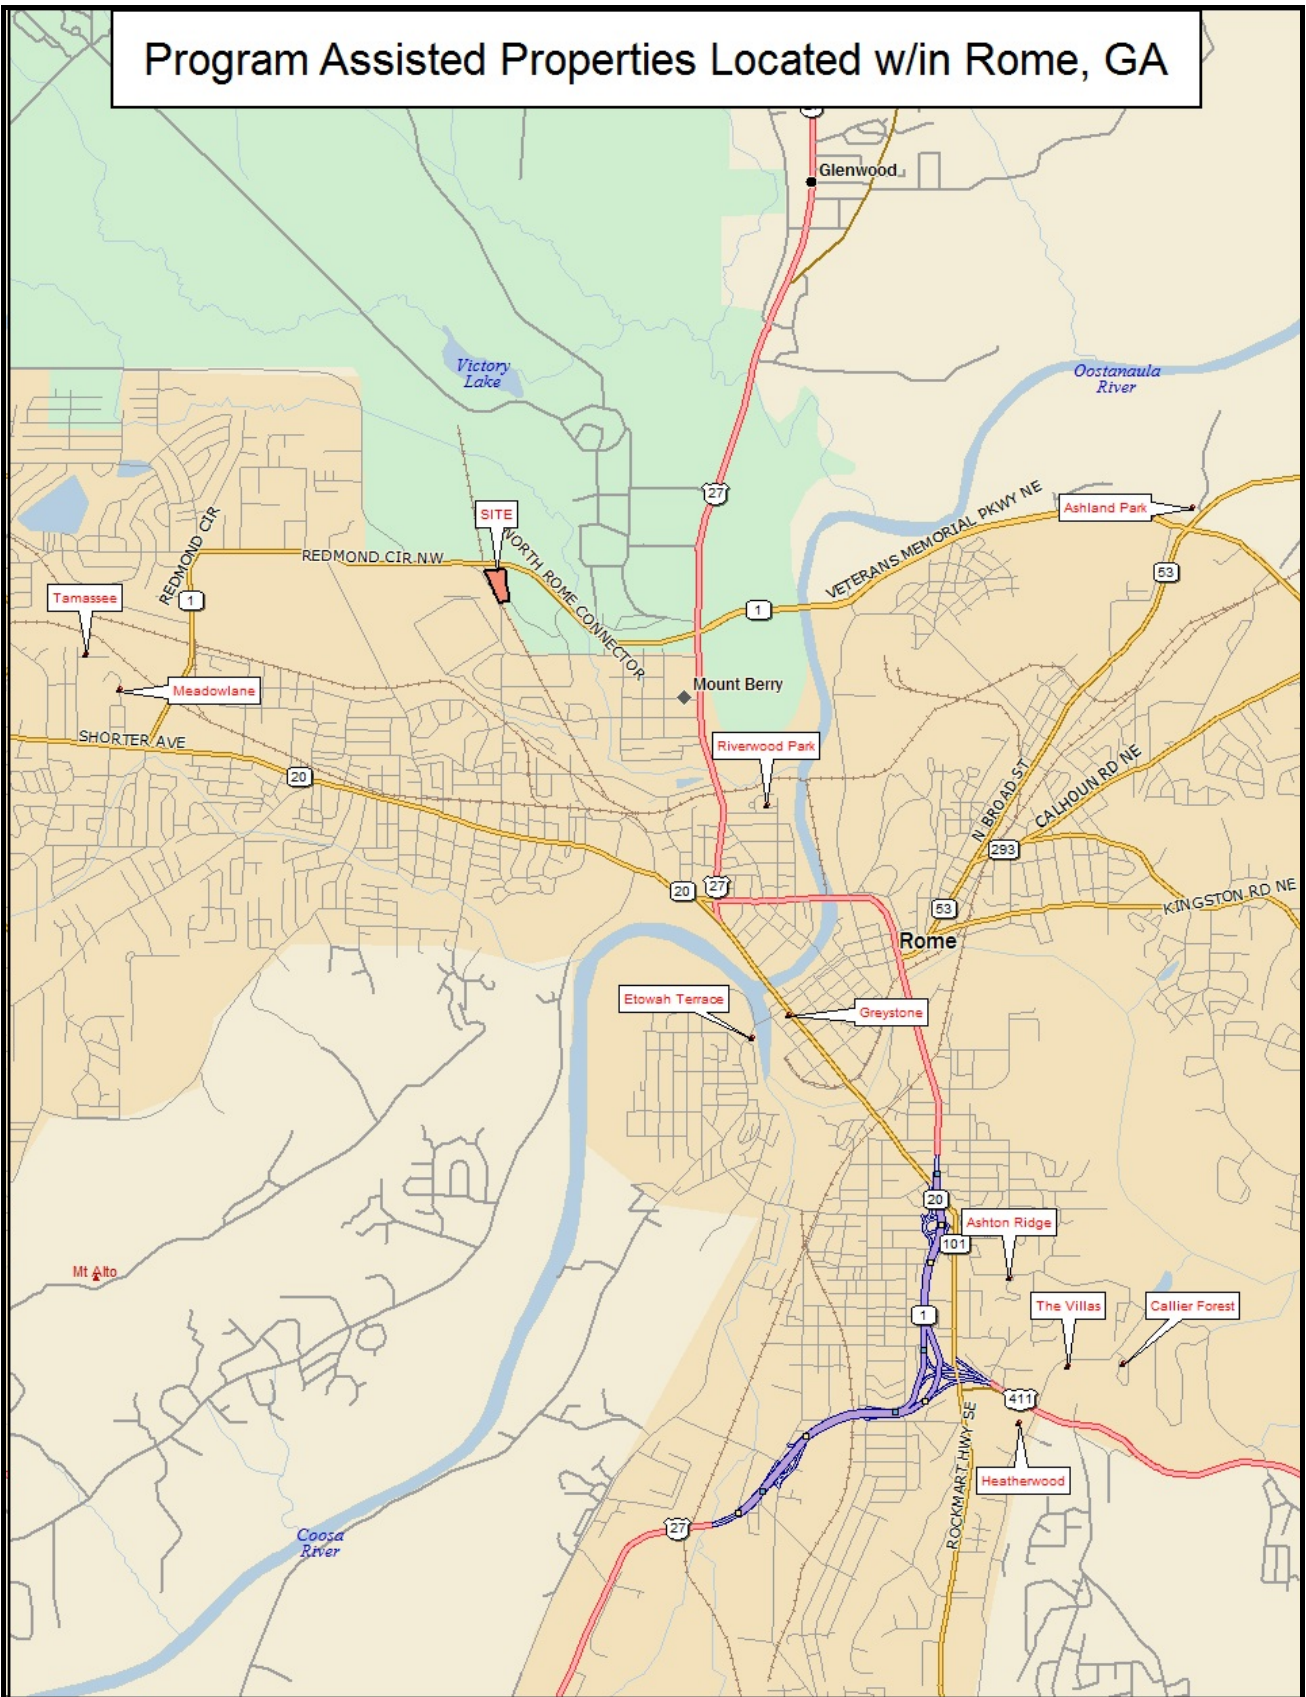 Program Assisted Properties Located w/in Rome, GA
Glenwood
Victory
Lake
Oostanaula
River
27
SITE
VETERANS MEMORIAL PKWY NE
Ashland Park
REDMOND CIR
REDMOND CIR NW
NORTH ROME CONNECTOR
53
Tamassee
1
1
Meadowlane
Mount Berry
SHORTER AVE
Riverwood Park
20
N BROAD ST
CALHOUN RD NE
293
20
27
53
KINGSTON RD NE
Rome
Etowah Terrace
Greystone
20
Ashton Ridge
101
Mt Alto
The Villas
Callier Forest
1
411
ROCKMART HWY SE
Heatherwood
27
Coosa
River